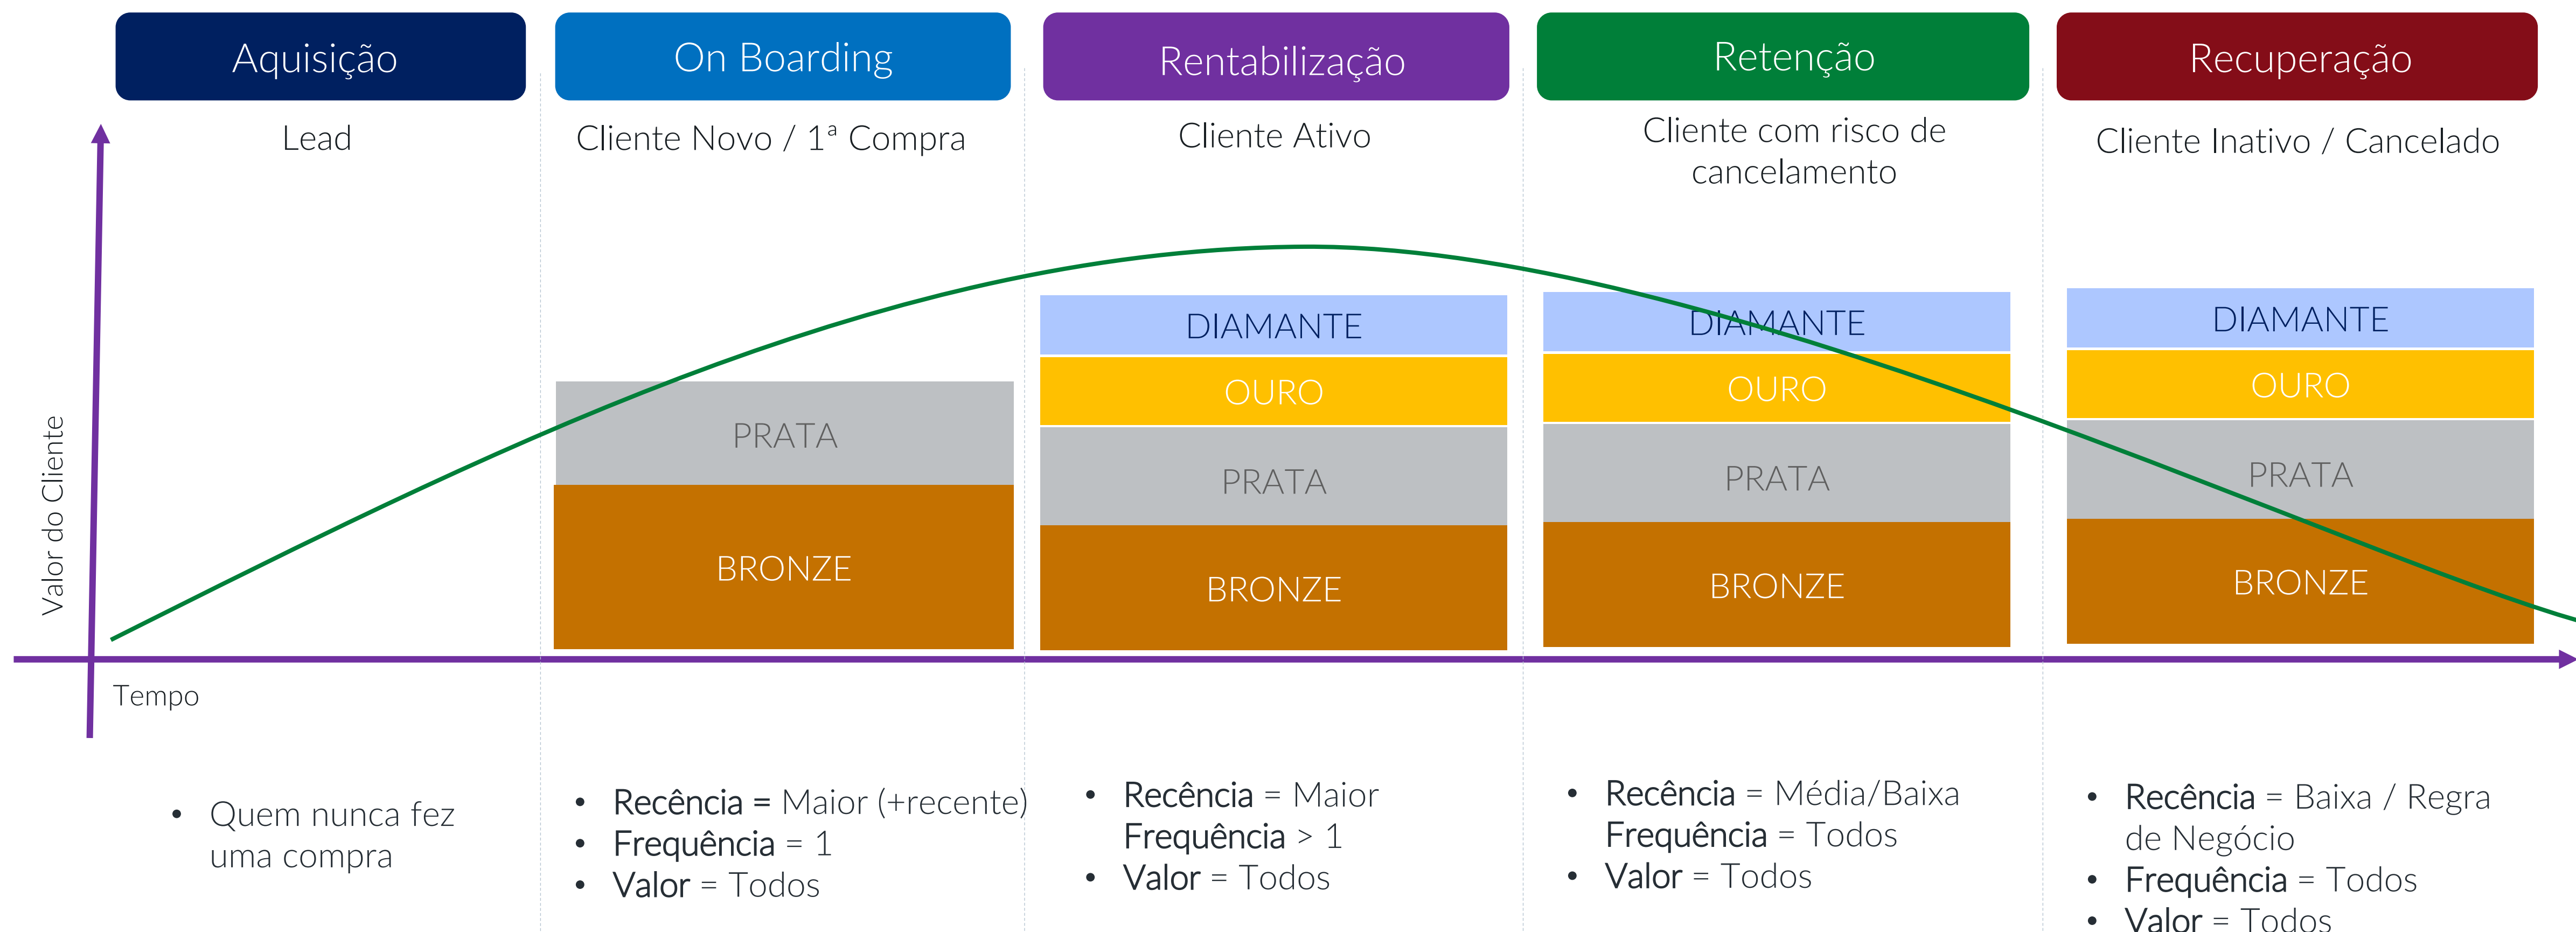 Aquisição
On Boarding
Rentabilização
Retenção
Recuperação
Lead
Cliente Novo / 1ª Compra
Cliente Ativo
Cliente com risco de
cancelamento
Cliente Inativo / Cancelado
Valor do Cliente
PRATA
BRONZE
DIAMANTE
OURO
PRATA
BRONZE
DIAMANTE
OURO
PRATA
BRONZE
DIAMANTE
OURO
PRATA
BRONZE
Tempo
• Quem nunca fez
uma compra
• Recência = Maior (+recente)
• Frequência = 1
• Valor = Todos
• Recência = Maior
Frequência > 1
• Valor = Todos
• Recência = Média/Baixa
Frequência = Todos
• Valor = Todos
• Recência = Baixa / Regra
de Negócio
• Frequência = Todos
• Valor = Todos